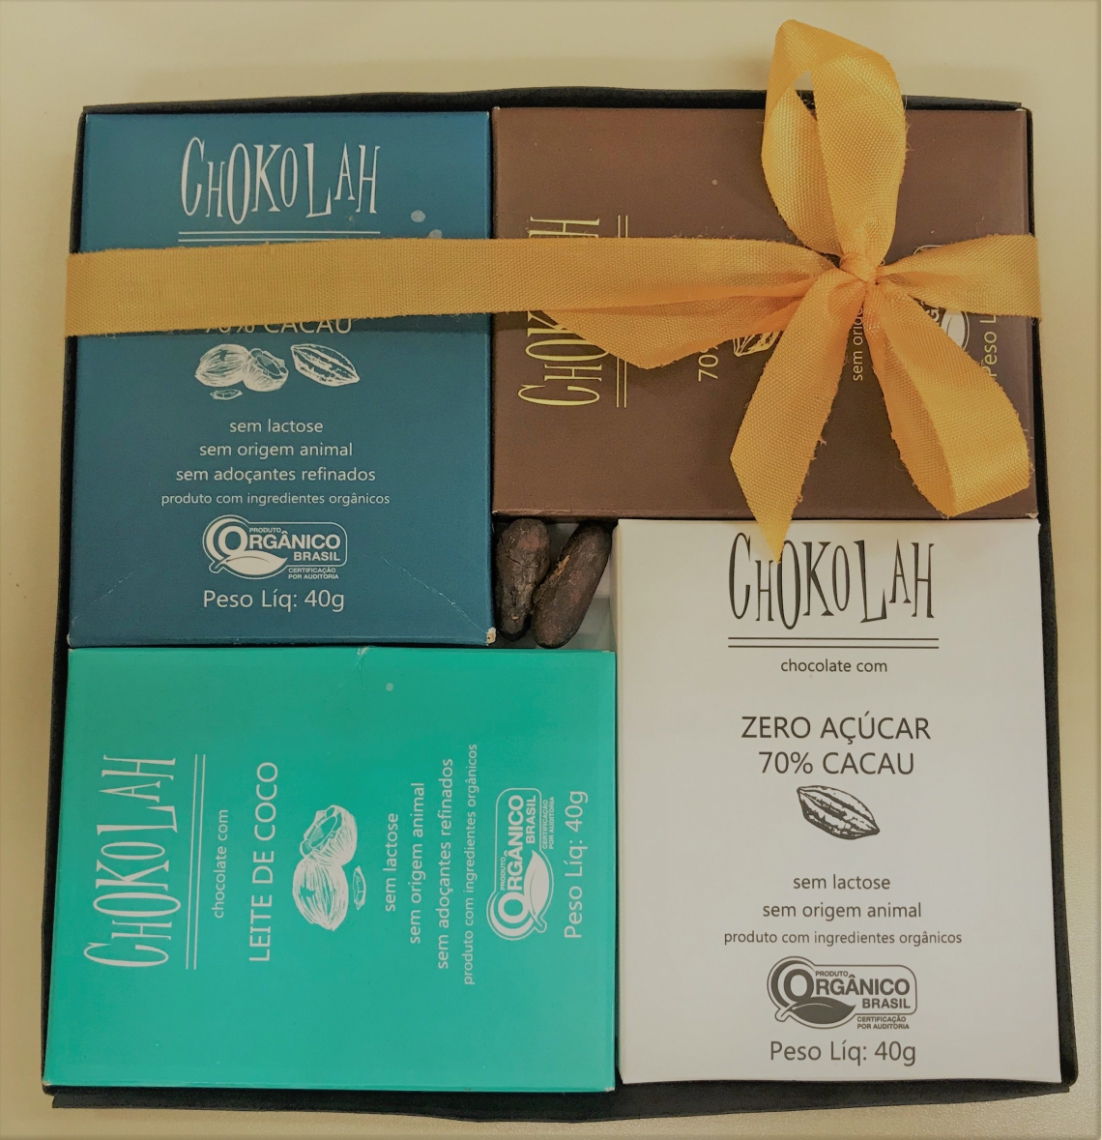 CHOKOLAH
70% CACAU
sem lactose
sem origem animal
sem adoçantes refinados
produto com ingredientes orgânicos
PRODUTO
ORGÂNICO
BRASIL
CERTIFICAÇÃO
POR AUDITORIA
Peso Líq: 40g
CHOKOLAH
sem
Peso
CHOKOLAH
chocolate com
LEITE DE COCO
sem lactose
sem origem animal
sem adoçantes refinados
produto com ingredientes orgânicos
PRODUTO
ORGÂNICO
BRASIL
CERTIFICAÇÃO
POR AUDITORIA
Peso Líq: 40g
CHOKOLAH
chocolate com
ZERO AÇÚCAR
70% CACAU
sem lactose
sem origem animal
produto com ingredientes orgânicos
PRODUTO
ORGÂNICO
BRASIL
CERTIFICAÇÃO
POR AUDITORIA
Peso Líq: 40g